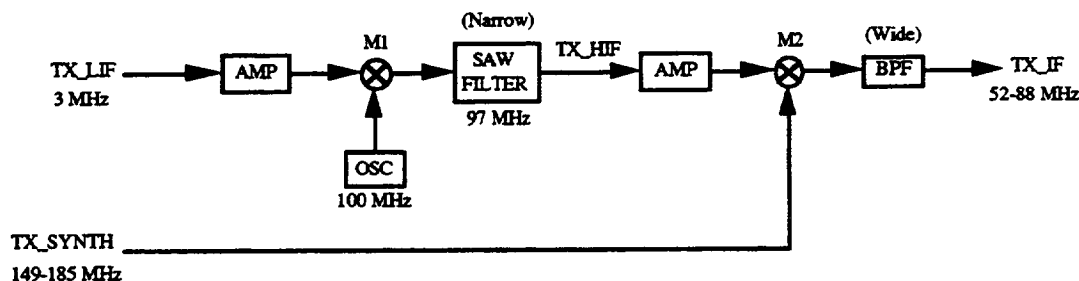 (Narrow)
(Wide)
M1
M2
TX_LIF
AMP
SAW
FILTER
TX_HIF
AMP
BPF
TX_IF
3 MHz
97 MHz
52-88 MHz
OSC
100 MHz
TX_SYNTH
149-185 MHz